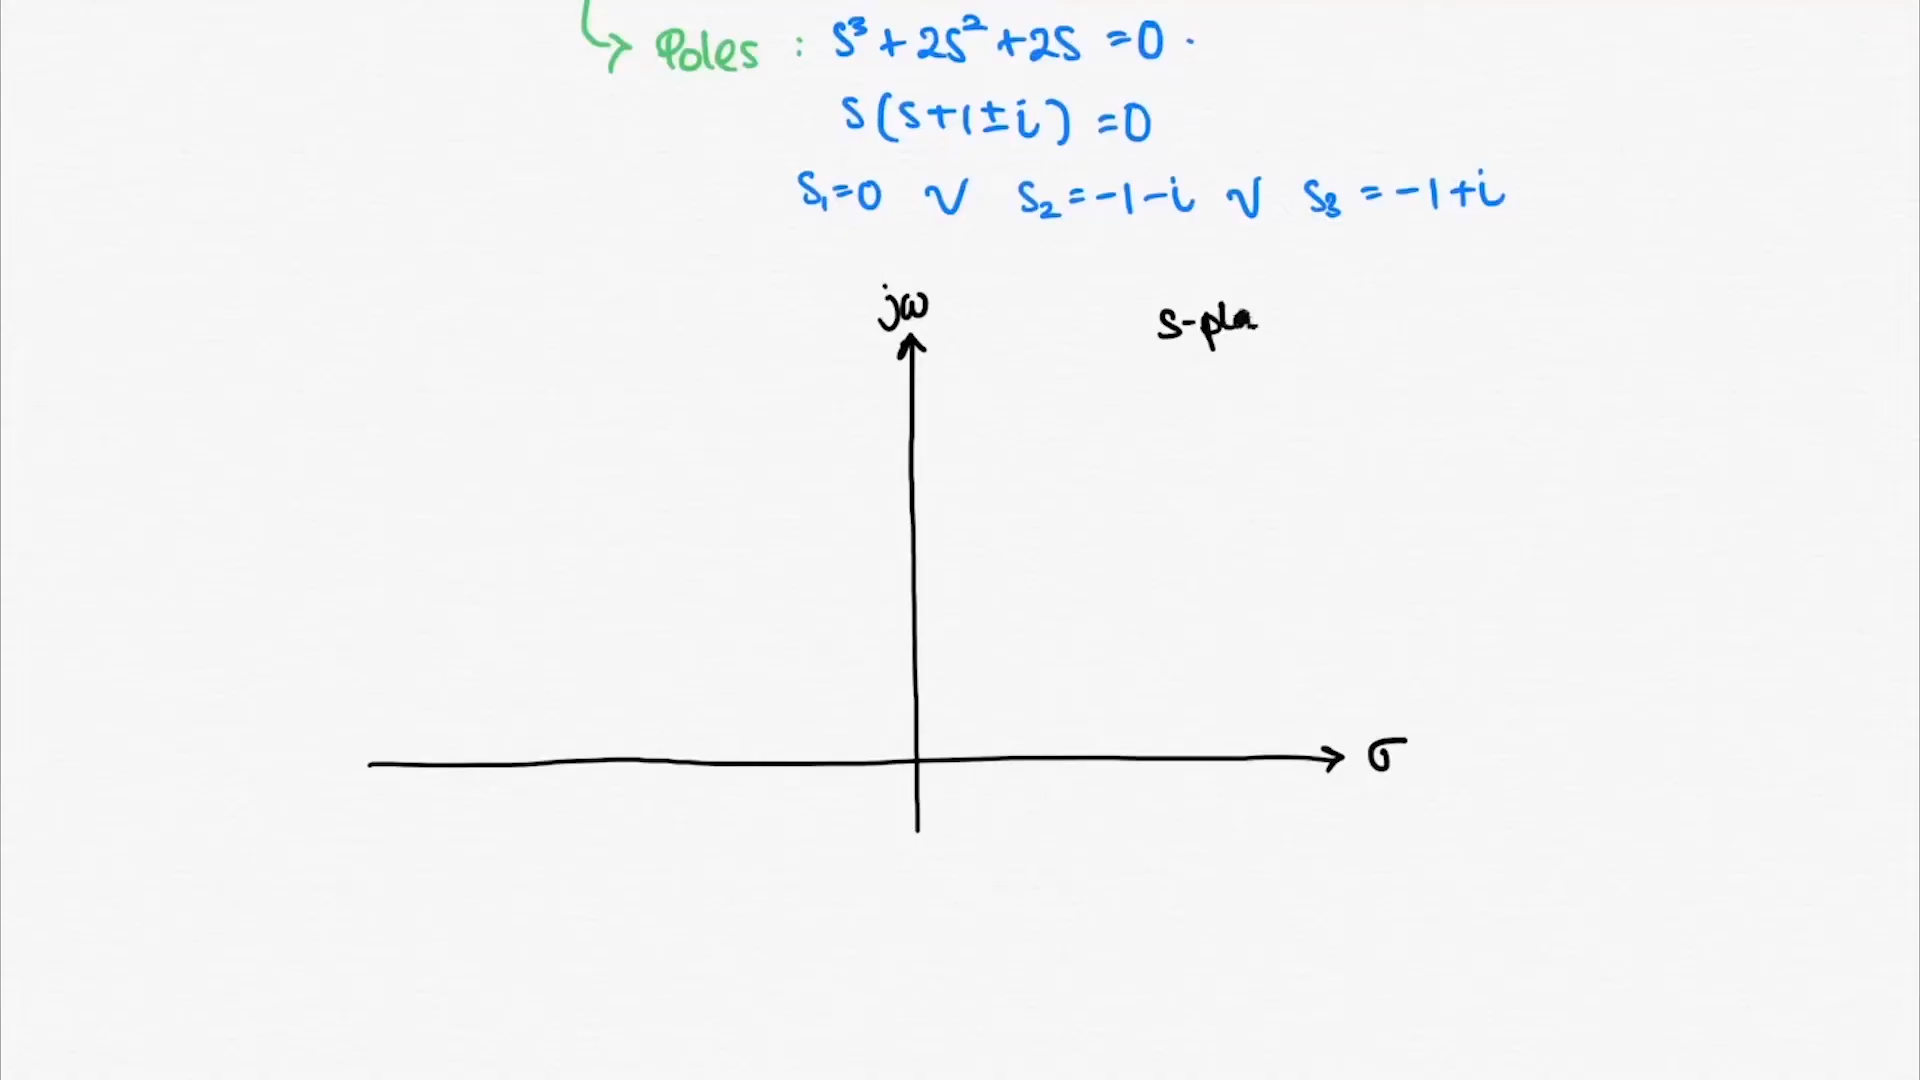 Poles : s³ + 2s² + 2s = 0 .
s(s+1±i) = 0
s₁=0 ∨ s₂=-1-i ∨ s₃ = -1+i
jω
s-pla
σ